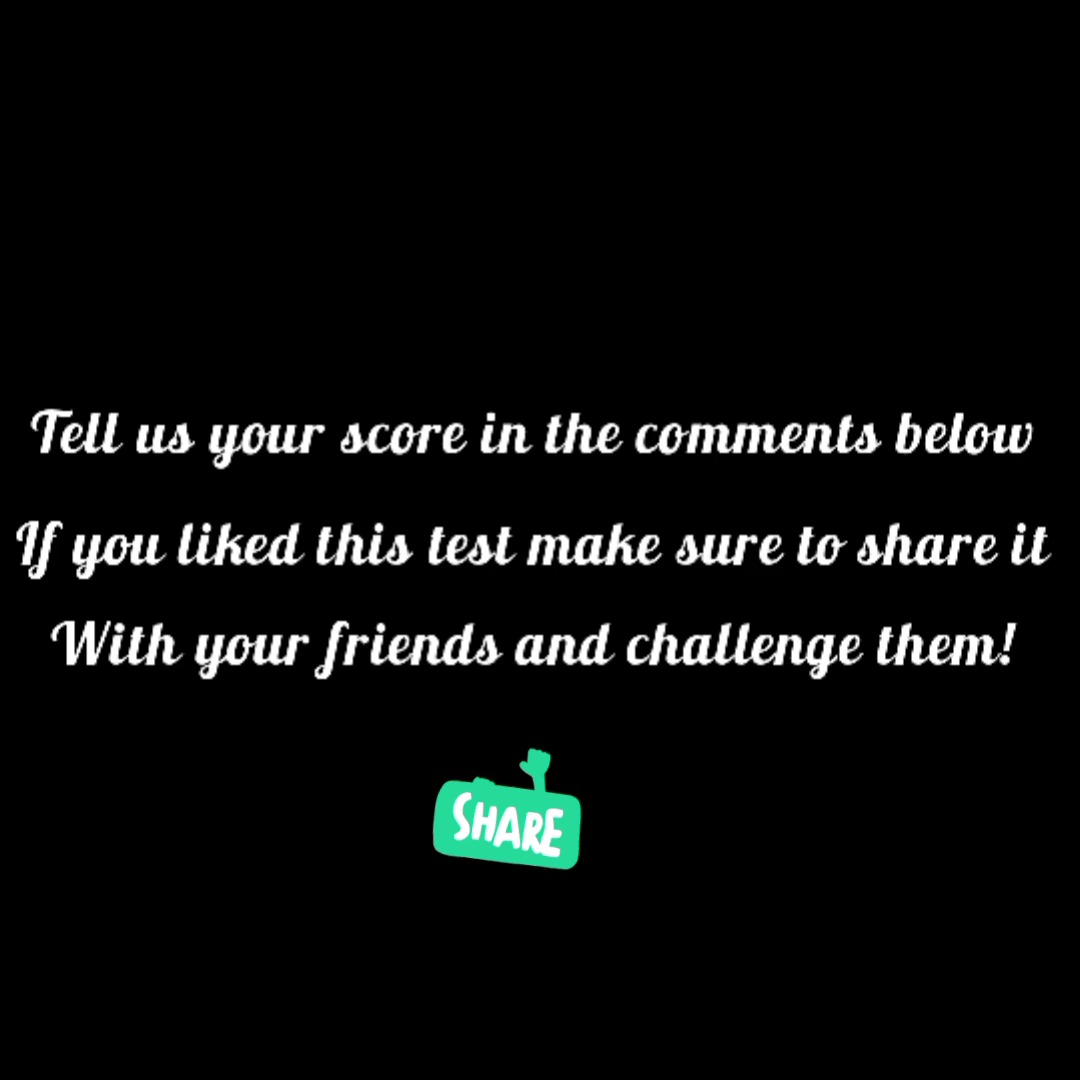 Tell us your score in the comments below
If you liked this test make sure to share it
With your friends and challenge them!
SHARE